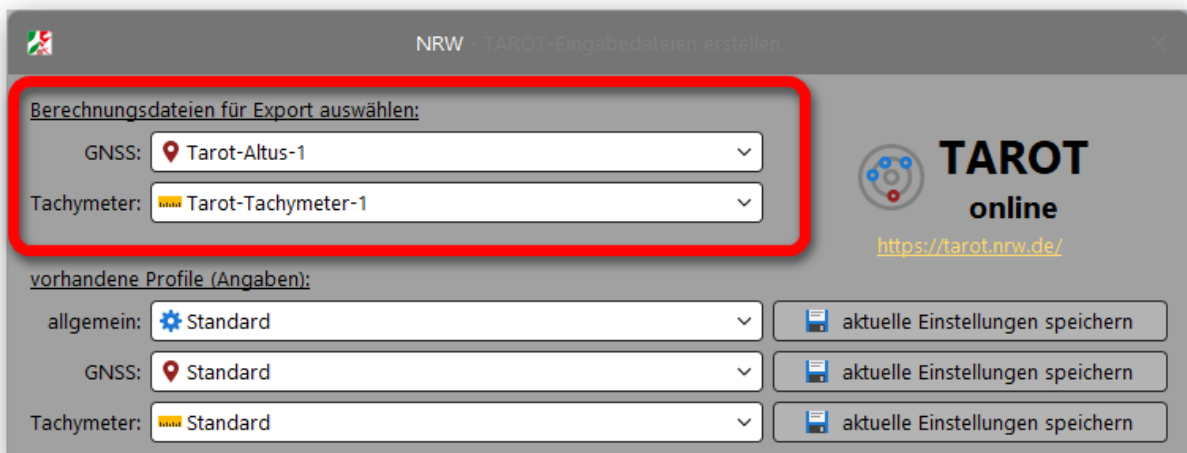 NRW - TAROT-Eingabedateien erstellen
Berechnungsdateien für Export auswählen:
GNSS: Tarot-Altus-1
Tachymeter: Tarot-Tachymeter-1
TAROT
online
https://tarot.nrw.de/
vorhandene Profile (Angaben):
allgemein: Standard aktuelle Einstellungen speichern
GNSS: Standard aktuelle Einstellungen speichern
Tachymeter: Standard aktuelle Einstellungen speichern